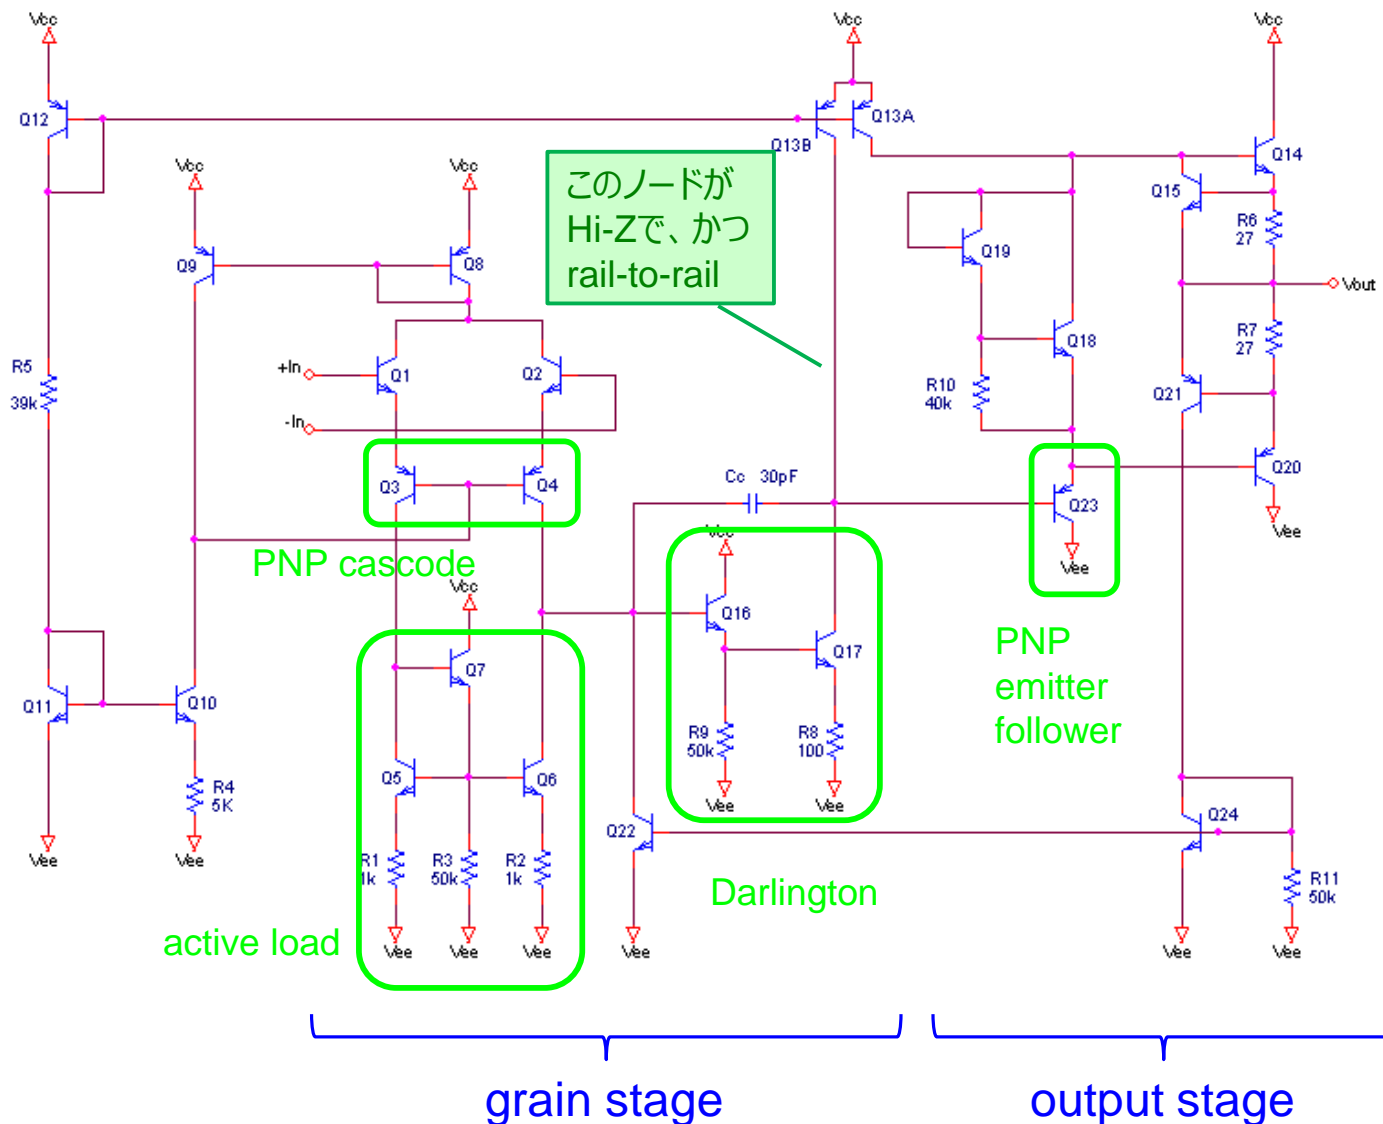 Vcc
Vcc
Vcc
Q12
Q13B
Q13A
Q14
Vcc
Vcc
このノードが
Hi-Zで、かつ
rail-to-rail
Q15
R6
27
Q9
Q8
Q19
Vout
R5
39k
+In
Q1
Q2
-In
Q18
R7
27
R10
40k
Q21
Q3
Q4
Cc 30pF
Q23
Q20
Vee
Vee
PNP cascode
Vcc
Vcc
Q16
Q7
Q17
PNP
emitter
follower
Q11
Q10
R9
50k
R8
100
R4
5K
Q5
Q6
Vee
Vee
Q22
Q24
Vee
Vee
R1
1k
R3
50k
R2
1k
Darlington
R11
50k
active load
Vee
Vee
Vee
Vee
Vee
Vee
grain stage
output stage